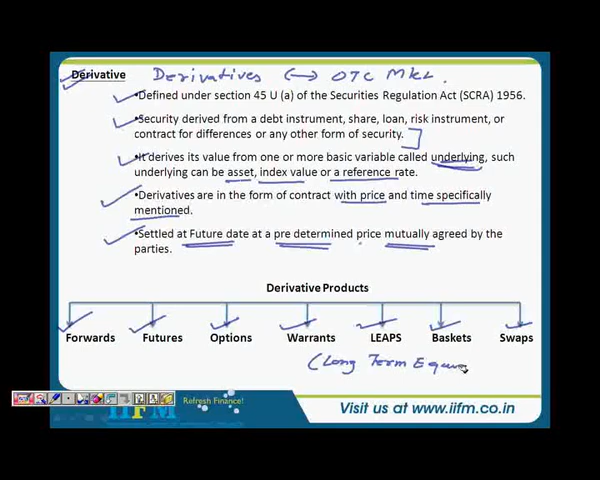 Derivative Derivatives ↔ OTC Mkt.
•Defined under section 45 U (a) of the Securities Regulation Act (SCRA) 1956.
•Security derived from a debt instrument, share, loan, risk instrument, or
contract for differences or any other form of security.
•It derives its value from one or more basic variable called underlying, such
underlying can be asset, index value or a reference rate.
•Derivatives are in the form of contract with price and time specifically
mentioned.
•Settled at Future date at a pre determined price mutually agreed by the
parties.
Derivative Products
Forwards Futures Options Warrants LEAPS Baskets Swaps
(Long Term Equ
IIFM Refresh Finance!
Visit us at www.iifm.co.in